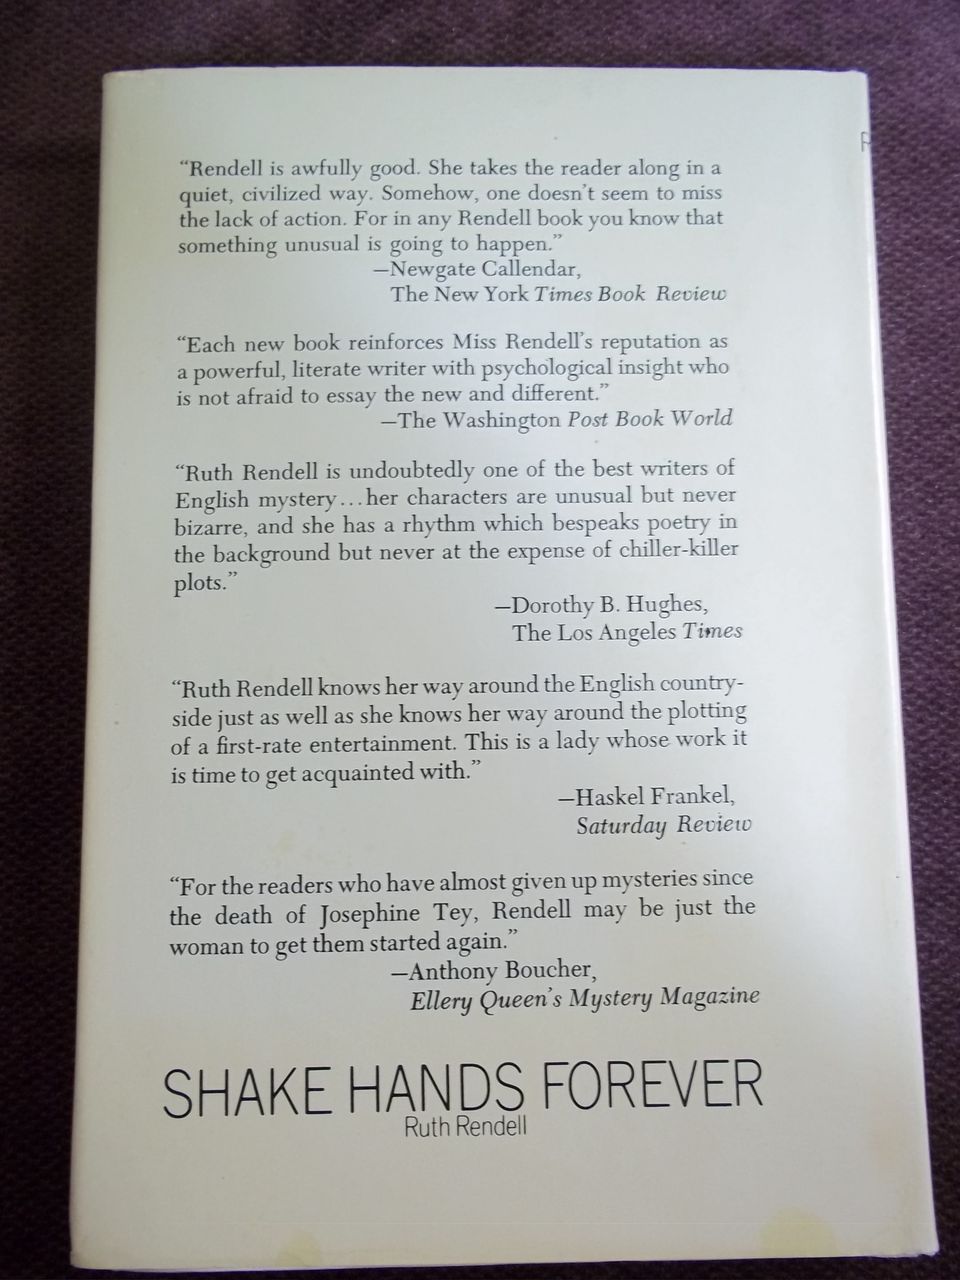 “Rendell is awfully good. She takes the reader along in a
quiet, civilized way. Somehow, one doesn’t seem to miss
the lack of action. For in any Rendell book you know that
something unusual is going to happen.”
—Newgate Callendar,
The New York Times Book Review
“Each new book reinforces Miss Rendell’s reputation as
a powerful, literate writer with psychological insight who
is not afraid to essay the new and different.”
—The Washington Post Book World
“Ruth Rendell is undoubtedly one of the best writers of
English mystery...her characters are unusual but never
bizarre, and she has a rhythm which bespeaks poetry in
the background but never at the expense of chiller-killer
plots.”
—Dorothy B. Hughes,
The Los Angeles Times
“Ruth Rendell knows her way around the English country-
side just as well as she knows her way around the plotting
of a first-rate entertainment. This is a lady whose work it
is time to get acquainted with.”
—Haskel Frankel,
Saturday Review
“For the readers who have almost given up mysteries since
the death of Josephine Tey, Rendell may be just the
woman to get them started again.”
—Anthony Boucher,
Ellery Queen’s Mystery Magazine
SHAKE HANDS FOREVER
Ruth Rendell